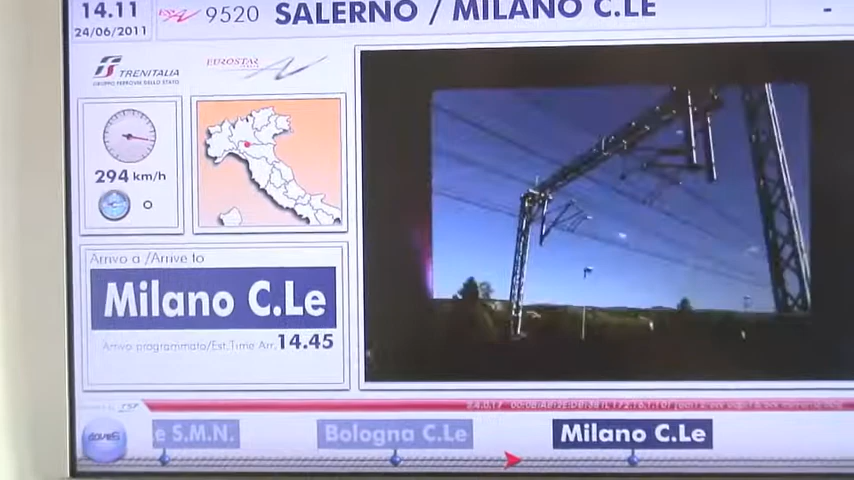 14.11
24/06/2011
9520 SALERNO / MILANO C.LE
-
TRENITALIA
GRUPPO FERROVIE DELLO STATO
EUROSTAR
294 km/h
O
Arrivo a /Arrive to
Milano C.Le
Arrivo programmato/Est.Time Arr. 14.45
e S.M.N.
Bologna C.Le
Milano C.Le